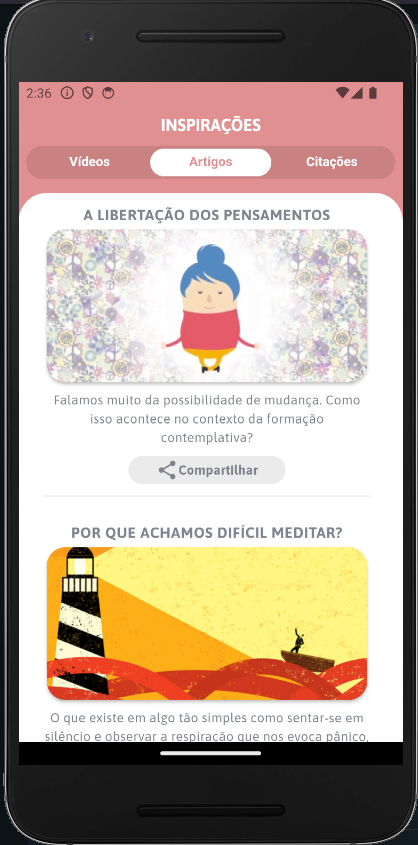 2:36
INSPIRAÇÕES
Vídeos Artigos Citações
A LIBERTAÇÃO DOS PENSAMENTOS
Falamos muito da possibilidade de mudança. Como
isso acontece no contexto da formação
contemplativa?
Compartilhar
POR QUE ACHAMOS DIFÍCIL MEDITAR?
O que existe em algo tão simples como sentar-se em
silêncio e observar a respiração que nos evoca pânico,